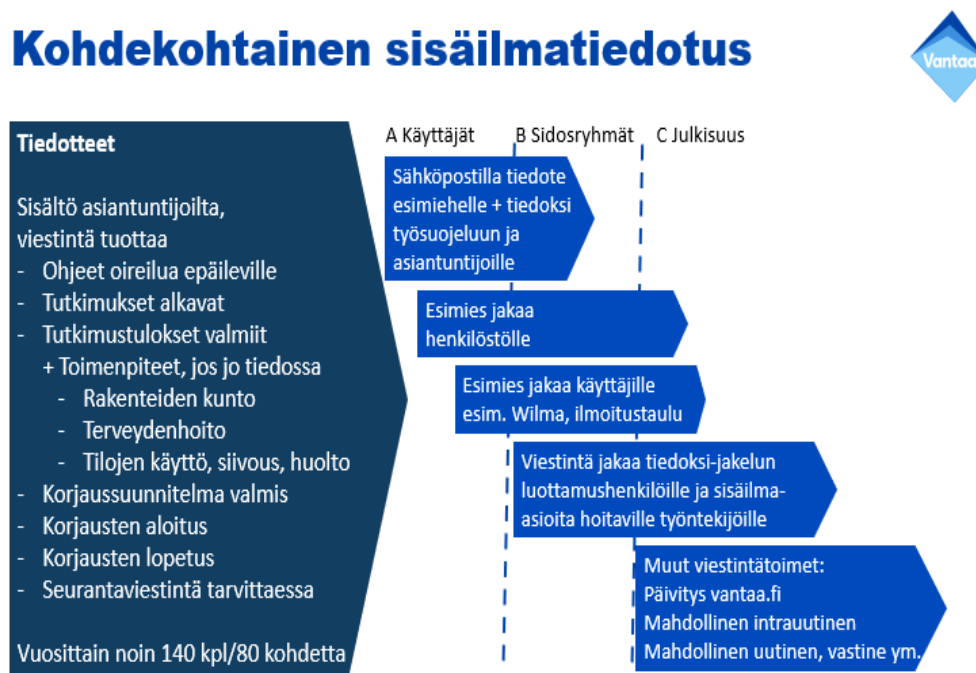 Kohdekohtainen sisäilmatiedotus
Vantaa
Tiedotteet
Sisältö asiantuntijoilta,
viestintä tuottaa
- Ohjeet oireilua epäileville
- Tutkimukset alkavat
- Tutkimustulokset valmiit
+ Toimenpiteet, jos jo tiedossa
- Rakenteiden kunto
- Terveydenhoito
- Tilojen käyttö, siivous, huolto
- Korjaussuunnitelma valmis
- Korjausten aloitus
- Korjausten lopetus
- Seurantaviestintä tarvittaessa
Vuosittain noin 140 kpl/80 kohdetta
A Käyttäjät
B Sidosryhmät
C Julkisuus
Sähköpostilla tiedote
esimiehelle + tiedoksi
työsuojeluun ja
asiantuntijoille
Esimies jakaa
henkilöstölle
Esimies jakaa käyttäjille
esim. Wilma, ilmoitustaulu
Viestintä jakaa tiedoksi-jakelun
luottamushenkilöille ja sisäilma-
asioita hoitaville työntekijöille
Muut viestintätoimet:
Päivitys vantaa.fi
Mahdollinen intrauutinen
Mahdollinen uutinen, vastine ym.